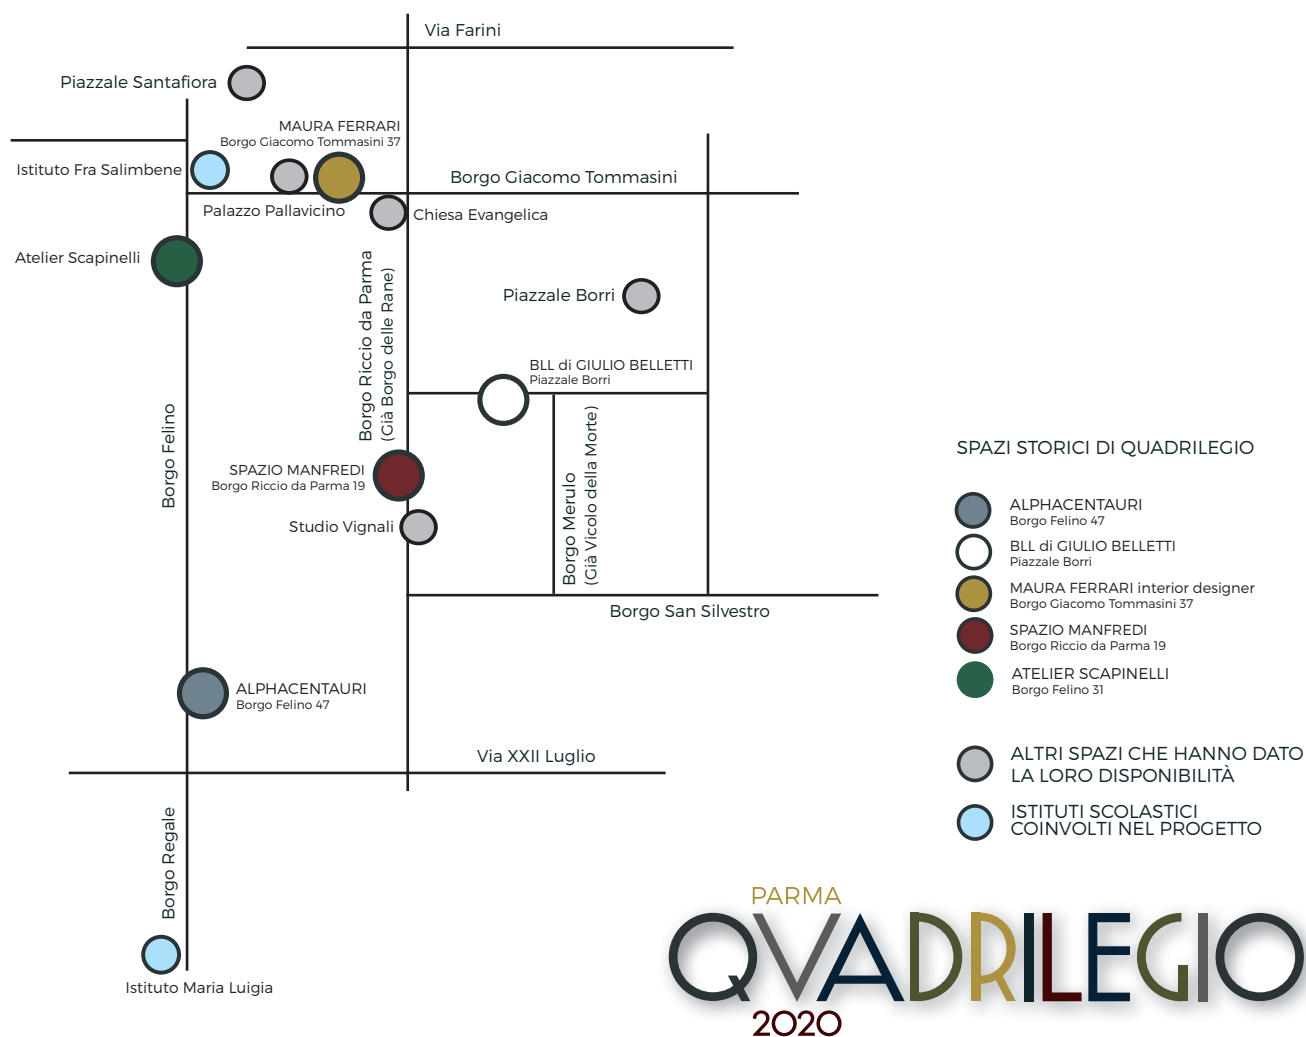 Via Farini
Piazzale Santafiora
MAURA FERRARI
Borgo Giacomo Tommasini 37
Istituto Fra Salimbene
Borgo Giacomo Tommasini
Palazzo Pallavicino
Chiesa Evangelica
Atelier Scapinelli
Borgo Riccio da Parma
(Già Borgo delle Rane)
Piazzale Borri
BLL di GIULIO BELLETTI
Piazzale Borri
Borgo Felino
SPAZIO MANFREDI
Borgo Riccio da Parma 19
Studio Vignali
Borgo Merulo
(Già Vicolo della Morte)
Borgo San Silvestro
ALPHACENTAURI
Borgo Felino 47
Via XXII Luglio
Borgo Regale
Istituto Maria Luigia
SPAZI STORICI DI QUADRILEGIO
ALPHACENTAURI
Borgo Felino 47
BLL di GIULIO BELLETTI
Piazzale Borri
MAURA FERRARI interior designer
Borgo Giacomo Tommasini 37
SPAZIO MANFREDI
Borgo Riccio da Parma 19
ATELIER SCAPINELLI
Borgo Felino 31
ALTRI SPAZI CHE HANNO DATO
LA LORO DISPONIBILITÀ
ISTITUTI SCOLASTICI
COINVOLTI NEL PROGETTO
PARMA
QVADRILEGIO
2020